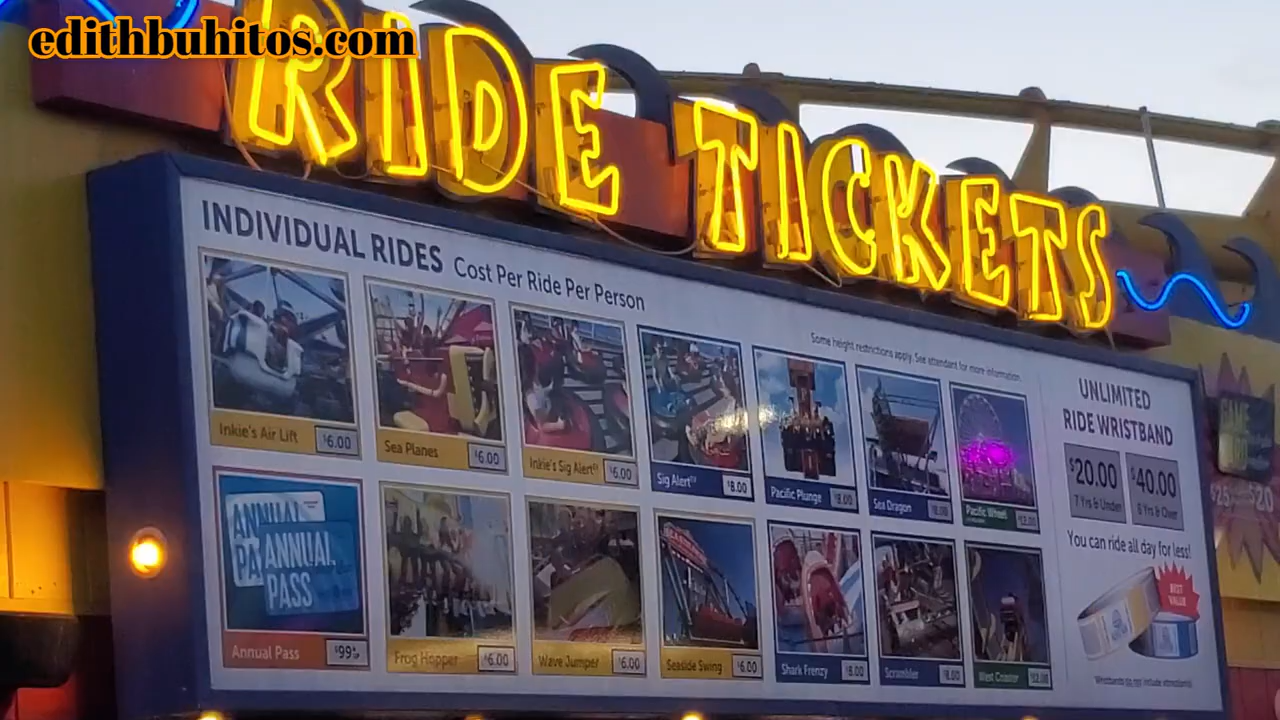 edithbuhitos.com
RIDE TICKETS
INDIVIDUAL RIDES Cost Per Ride Per Person
Some height restrictions apply. See attendant for more information.
Inkie's Air Lift $6.00
Sea Planes $6.00
Inkie's Sig Alert $6.00
Sig Alert $8.00
Pacific Plunge $8.00
Sea Dragon $8.00
Pacific Wheel
ANNUAL
ANNUAL PASS
Annual Pass $99
Frog Hopper $6.00
Wave Jumper $6.00
Seaside Swing $6.00
Shark Frenzy $8.00
Scrambler $8.00
West Coaster
UNLIMITED
RIDE WRISTBAND
$20.00 $40.00
7 Yrs & Under 8 Yrs & Over
You can ride all day for less!
BEST
VALUE